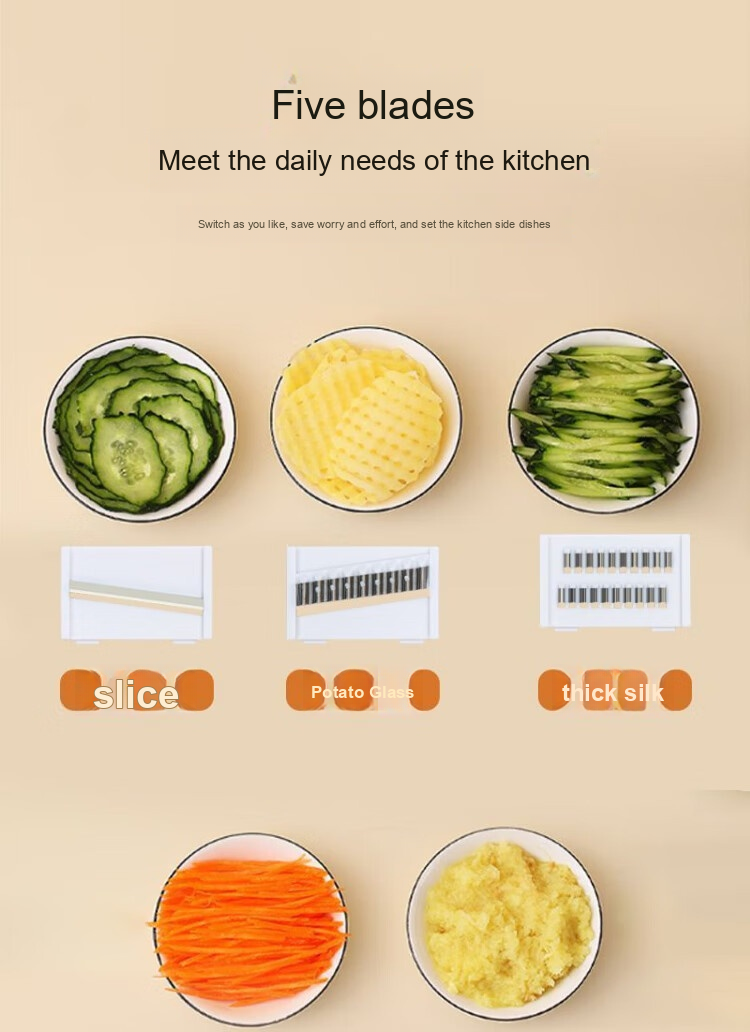 Five blades
Meet the daily needs of the kitchen
Switch as you like, save worry and effort, and set the kitchen side dishes
slice
Potato Glass
thick silk